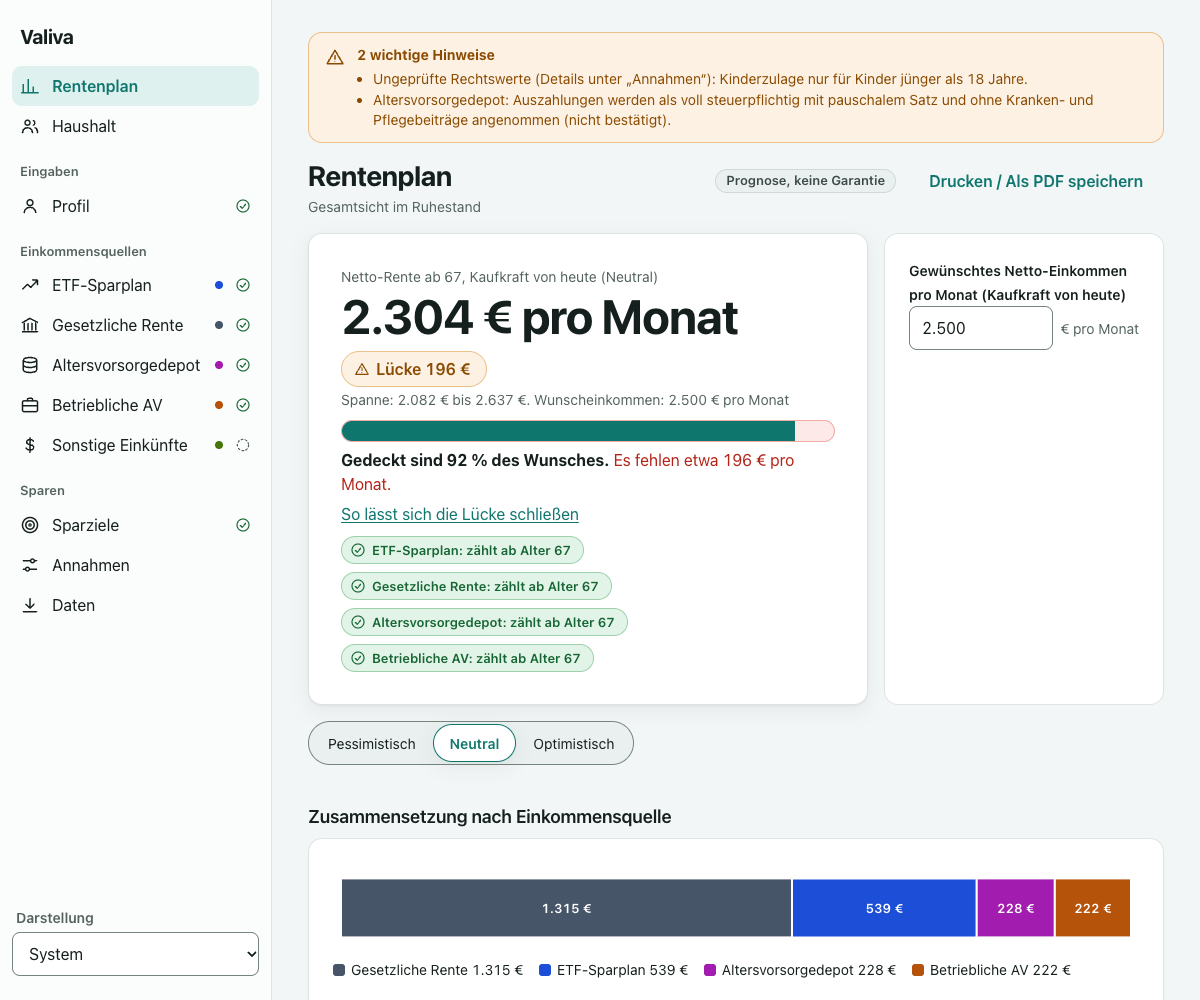 Valiva
Rentenplan
Haushalt
Eingaben
Profil
Einkommensquellen
ETF-Sparplan
Gesetzliche Rente
Altersvorsorgedepot
Betriebliche AV
Sonstige Einkünfte
Sparen
Sparziele
Annahmen
Daten
Darstellung
System
2 wichtige Hinweise
Ungeprüfte Rechtswerte (Details unter „Annahmen“): Kinderzulage nur für Kinder jünger als 18 Jahre.
Altersvorsorgedepot: Auszahlungen werden als voll steuerpflichtig mit pauschalem Satz und ohne Kranken- und
Pflegebeiträge angenommen (nicht bestätigt).
Rentenplan
Gesamtsicht im Ruhestand
Prognose, keine Garantie
Drucken / Als PDF speichern
Netto-Rente ab 67, Kaufkraft von heute (Neutral)
2.304 € pro Monat
Lücke 196 €
Spanne: 2.082 € bis 2.637 €. Wunscheinkommen: 2.500 € pro Monat
Gedeckt sind 92 % des Wunsches. Es fehlen etwa 196 € pro
Monat.
So lässt sich die Lücke schließen
ETF-Sparplan: zählt ab Alter 67
Gesetzliche Rente: zählt ab Alter 67
Altersvorsorgedepot: zählt ab Alter 67
Betriebliche AV: zählt ab Alter 67
Gewünschtes Netto-Einkommen
pro Monat (Kaufkraft von heute)
2.500 € pro Monat
Pessimistisch Neutral Optimistisch
Zusammensetzung nach Einkommensquelle
1.315 € 539 € 228 € 222 €
Gesetzliche Rente 1.315 € ETF-Sparplan 539 € Altersvorsorgedepot 228 € Betriebliche AV 222 €